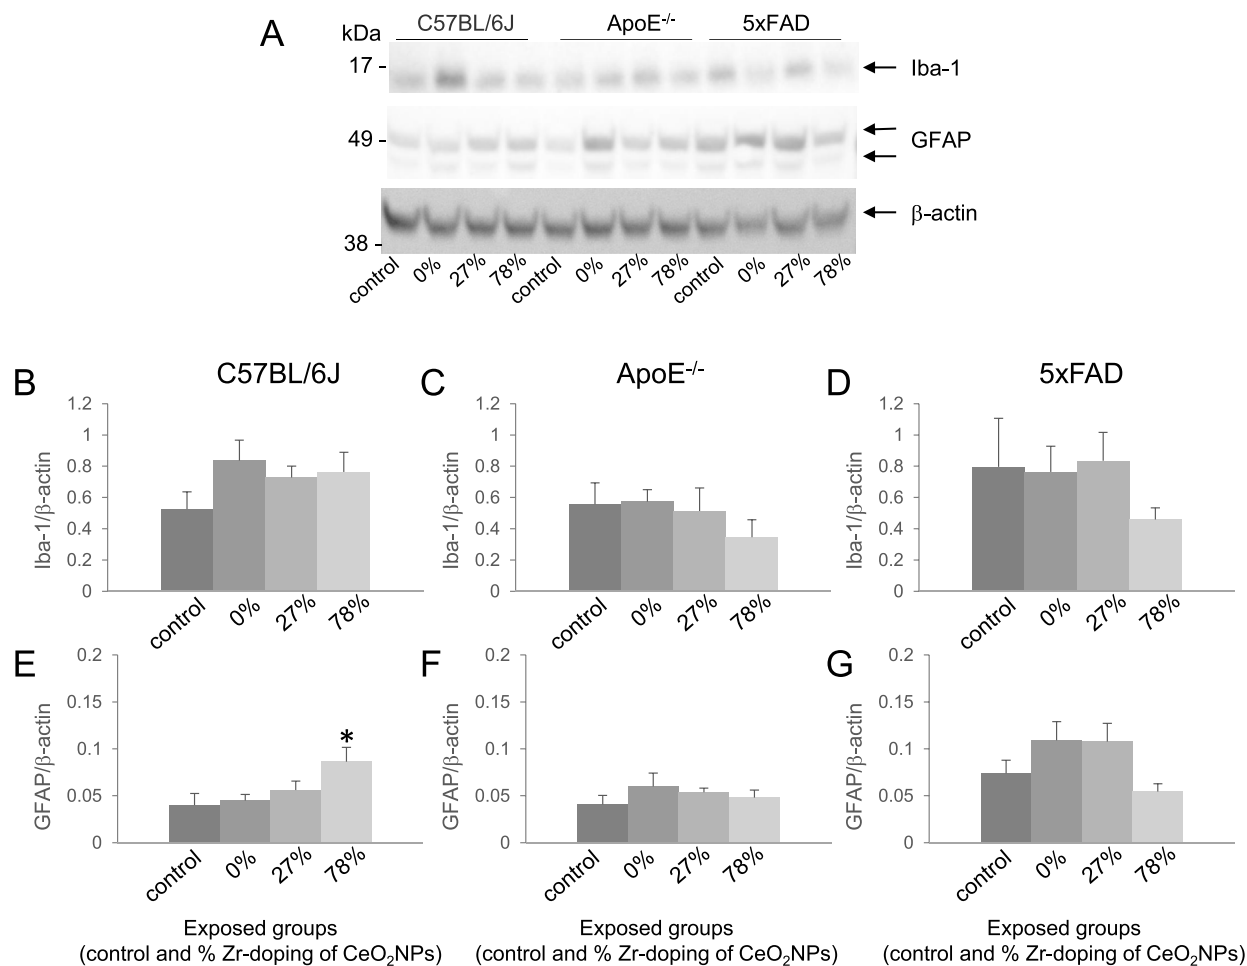 A
kDa
C57BL/6J ApoE-/- 5xFAD
17
Iba-1
49
GFAP
β-actin
38
control 0% 27% 78% control 0% 27% 78% control 0% 27% 78%
B
C57BL/6J
Iba-1/β-actin
1.2
1
0.8
0.6
0.4
0.2
0
control 0% 27% 78%
C
ApoE-/-
Iba-1/β-actin
1.2
1
0.8
0.6
0.4
0.2
0
control 0% 27% 78%
D
5xFAD
Iba-1/β-actin
1.2
1
0.8
0.6
0.4
0.2
0
control 0% 27% 78%
E
GFAP/β-actin
0.2
0.15
0.1
0.05
0
*
control 0% 27% 78%
Exposed groups
(control and % Zr-doping of CeO2NPs)
F
GFAP/β-actin
0.2
0.15
0.1
0.05
0
control 0% 27% 78%
Exposed groups
(control and % Zr-doping of CeO2NPs)
G
GFAP/β-actin
0.2
0.15
0.1
0.05
0
control 0% 27% 78%
Exposed groups
(control and % Zr-doping of CeO2NPs)